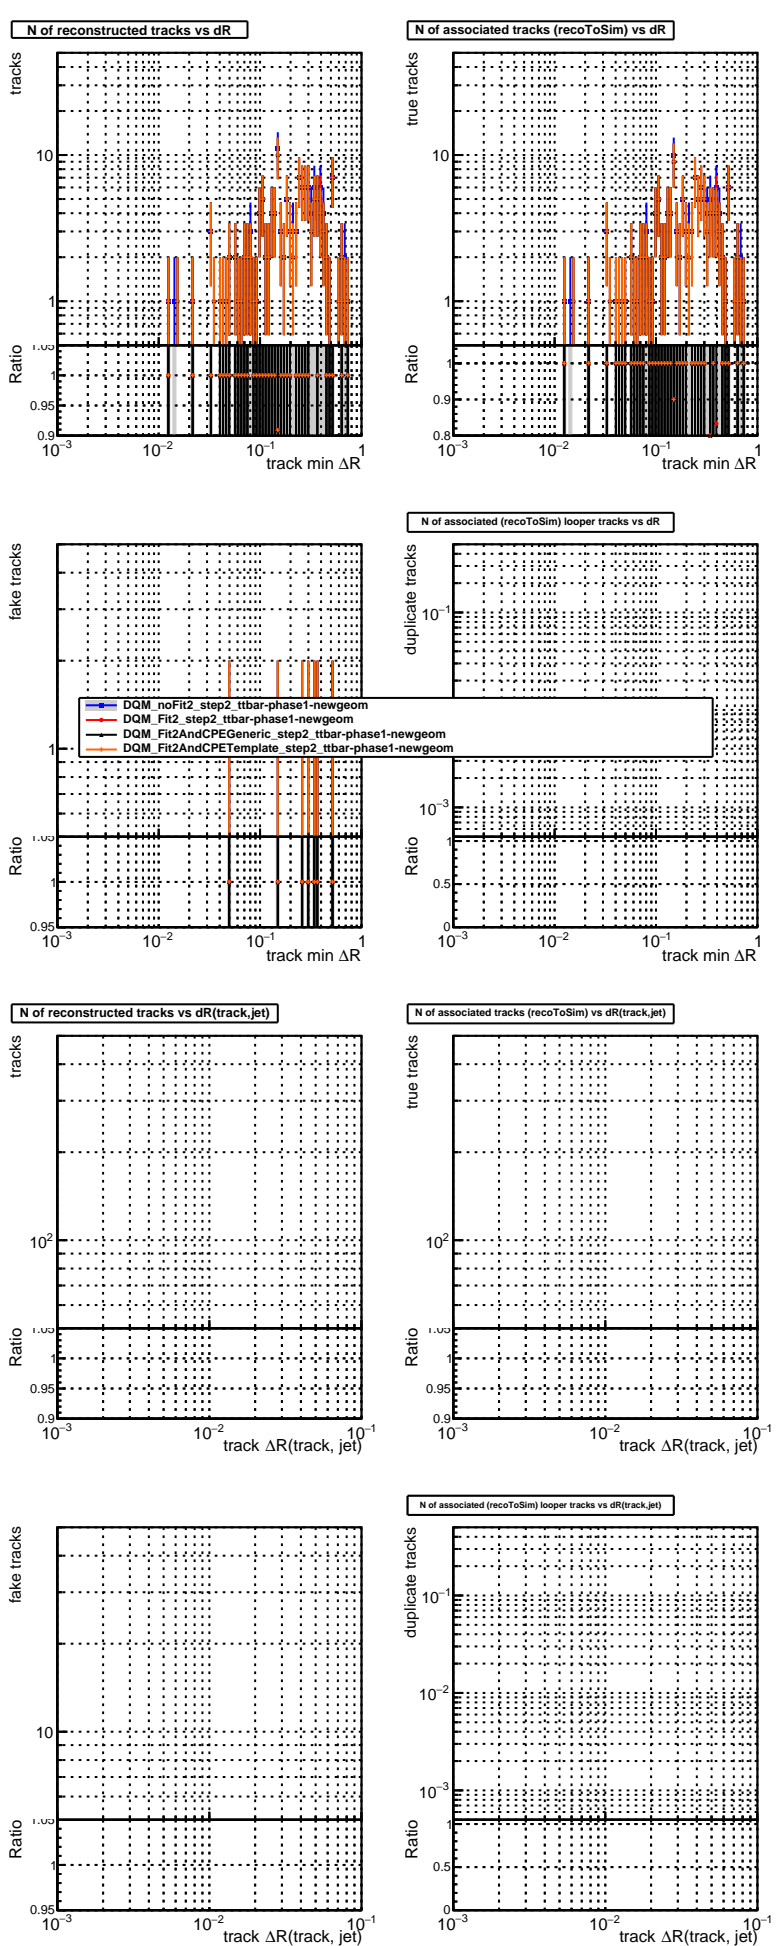 N of reconstructed tracks vs dR
tracks
10
1
Ratio
1.05
1
0.95
0.9
10−3 10−2 10−1 1
track min ΔR
N of associated tracks (recoToSim) vs dR
true tracks
10
1
Ratio
1
0.9
0.8
10−3 10−2 10−1 1
track min ΔR
fake tracks
1
Ratio
1.05
1
0.95
10−3 10−2 10−1 1
track min ΔR
N of associated (recoToSim) looper tracks vs dR
duplicate tracks
10−1
10−3
Ratio
1
0.5
0
10−3 10−2 10−1 1
track min ΔR
DQM_noFit2_step2_ttbar-phase1-newgeom
DQM_Fit2_step2_ttbar-phase1-newgeom
DQM_Fit2AndCPEGeneric_step2_ttbar-phase1-newgeom
DQM_Fit2AndCPETemplate_step2_ttbar-phase1-newgeom
N of reconstructed tracks vs dR(track,jet)
tracks
102
Ratio
1.05
1
0.95
0.9
10−3 10−2 10−1
track ΔR(track, jet)
N of associated tracks (recoToSim) vs dR(track,jet)
true tracks
102
Ratio
1.05
1
0.95
0.9
10−3 10−2 10−1
track ΔR(track, jet)
fake tracks
10
Ratio
1.05
1
0.95
10−3 10−2 10−1
track ΔR(track, jet)
N of associated (recoToSim) looper tracks vs dR(track,jet)
duplicate tracks
10−1
10−2
10−3
Ratio
1
0.5
0
10−3 10−2 10−1
track ΔR(track, jet)